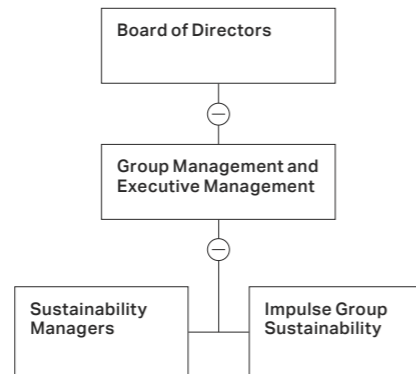 Board of Directors
Group Management and
Executive Management
Sustainability
Managers
Impulse Group
Sustainability